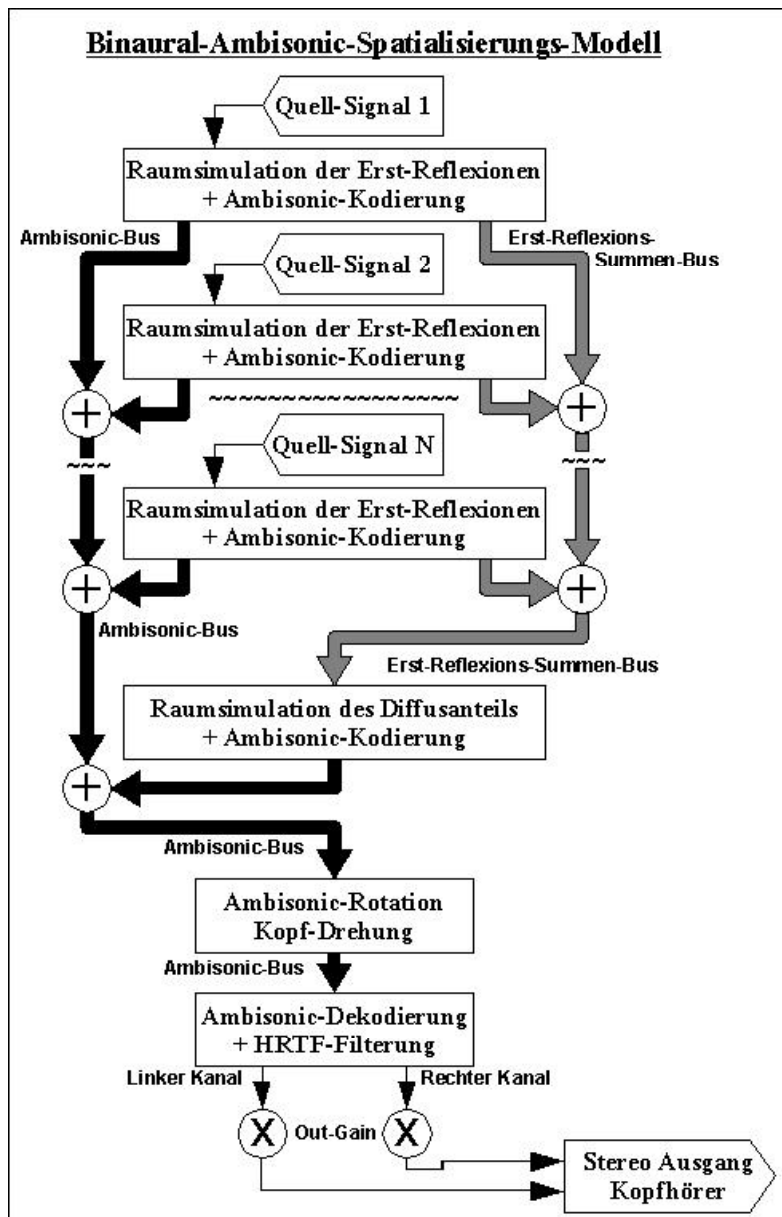 Binaural-Ambisonic-Spatialisierungs-Modell
Quell-Signal 1
Raumsimulation der Erst-Reflexionen
+ Ambisonic-Kodierung
Ambisonic-Bus
Erst-Reflexions-
Summen-Bus
Quell-Signal 2
Raumsimulation der Erst-Reflexionen
+ Ambisonic-Kodierung
+
~~~~~~~~~~~~~~~~~
+
~~~
Quell-Signal N
~~~
Raumsimulation der Erst-Reflexionen
+ Ambisonic-Kodierung
+
+
Ambisonic-Bus
Erst-Reflexions-Summen-Bus
Raumsimulation des Diffusanteils
+ Ambisonic-Kodierung
+
Ambisonic-Bus
Ambisonic-Rotation
Kopf-Drehung
Ambisonic-Bus
Ambisonic-Dekodierung
+ HRTF-Filterung
Linker Kanal
Rechter Kanal
X
Out-Gain
X
Stereo Ausgang
Kopfhörer